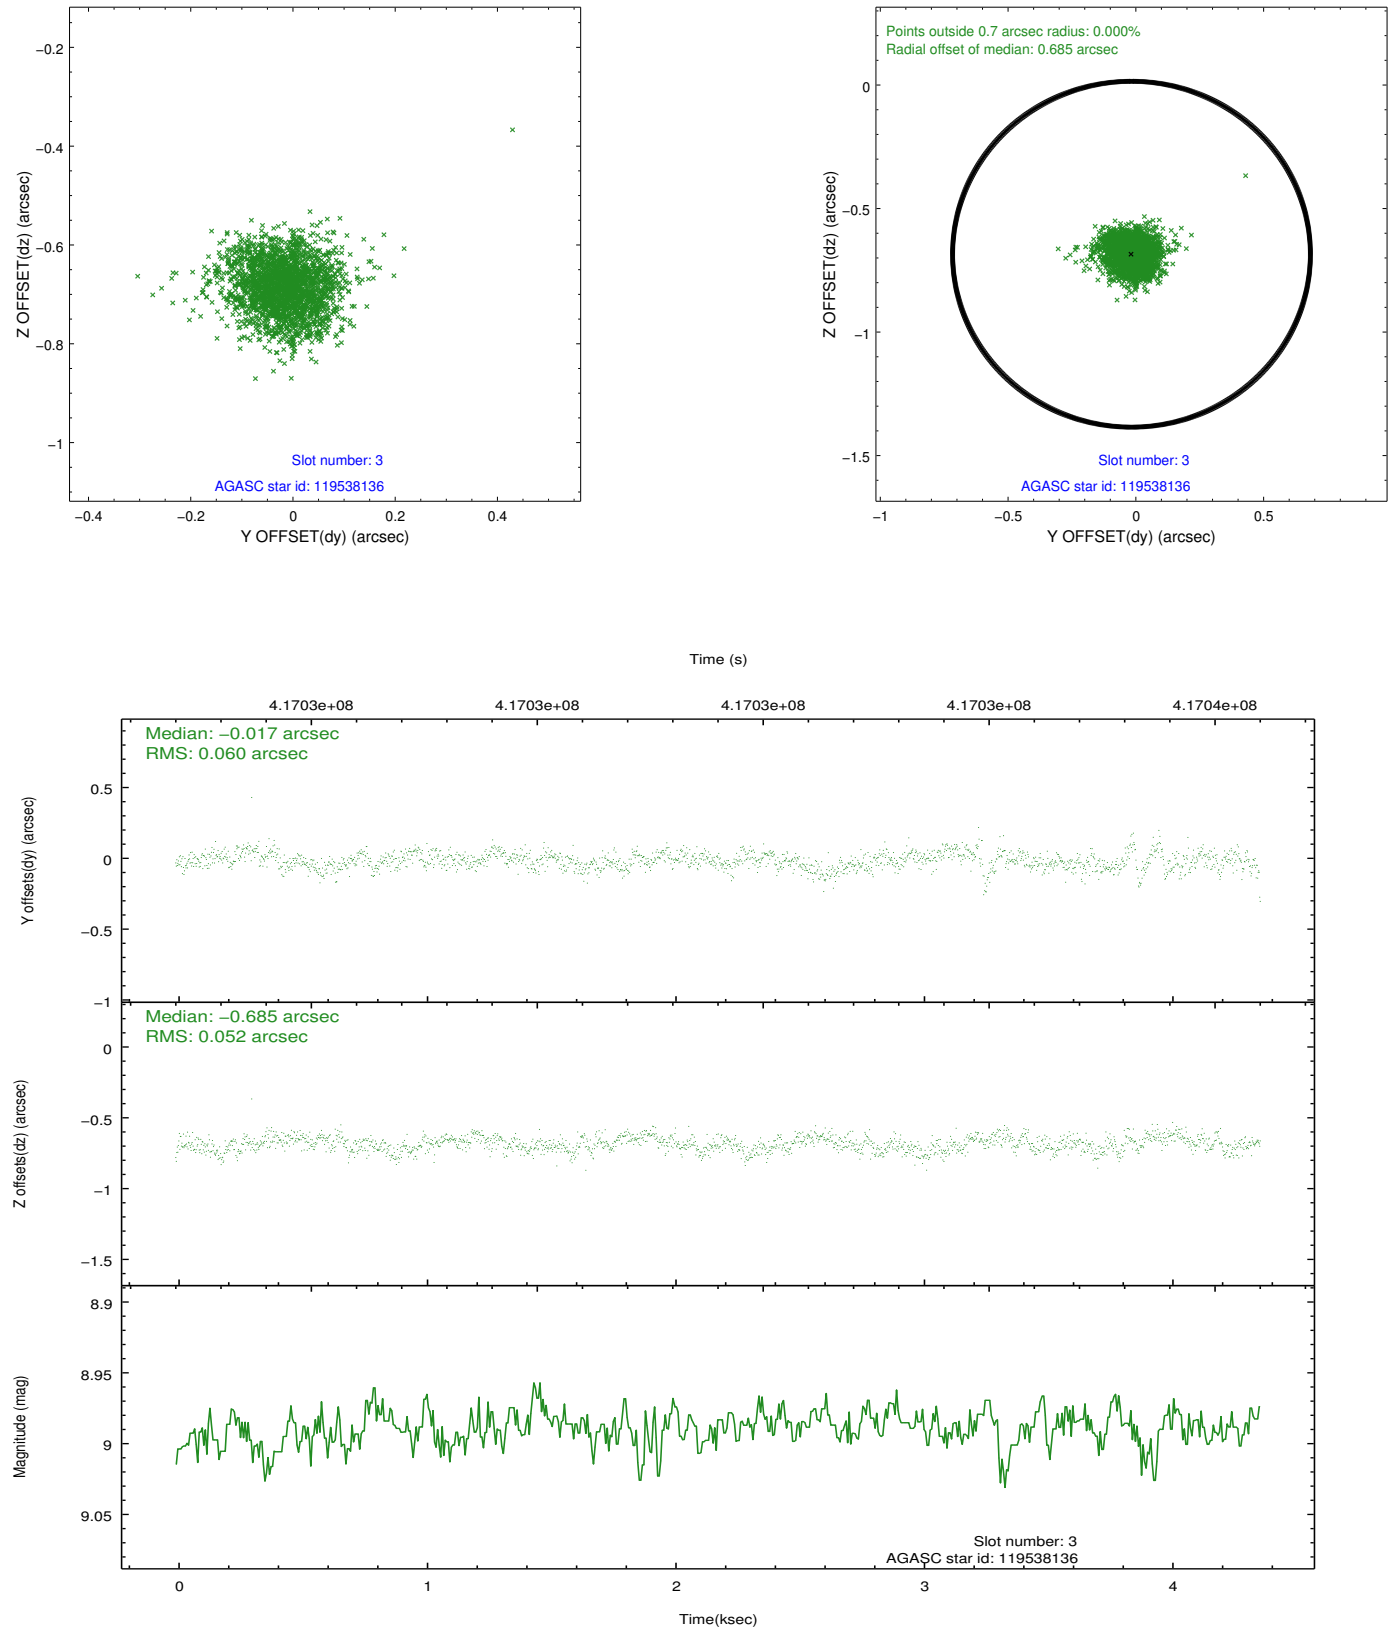 −0.2
−0.4
−0.6
−0.8
−1
Z OFFSET(dz) (arcsec)
Slot number: 3
AGASC star id: 119538136
−0.4 −0.2 0 0.2 0.4
Y OFFSET(dy) (arcsec)
Points outside 0.7 arcsec radius: 0.000%
Radial offset of median: 0.685 arcsec
0
−0.5
−1
−1.5
Z OFFSET(dz) (arcsec)
Slot number: 3
AGASC star id: 119538136
−1 −0.5 0 0.5
Y OFFSET(dy) (arcsec)
Time (s)
4.1703e+08 4.1703e+08 4.1703e+08 4.1703e+08 4.1704e+08
Median: −0.017 arcsec
RMS: 0.060 arcsec
0.5
0
−0.5
−1
Y offsets(dy) (arcsec)
Median: −0.685 arcsec
RMS: 0.052 arcsec
0
−0.5
−1
−1.5
Z offsets(dz) (arcsec)
8.9
8.95
9
9.05
Magnitude (mag)
Slot number: 3
AGASC star id: 119538136
0 1 2 3 4
Time(ksec)